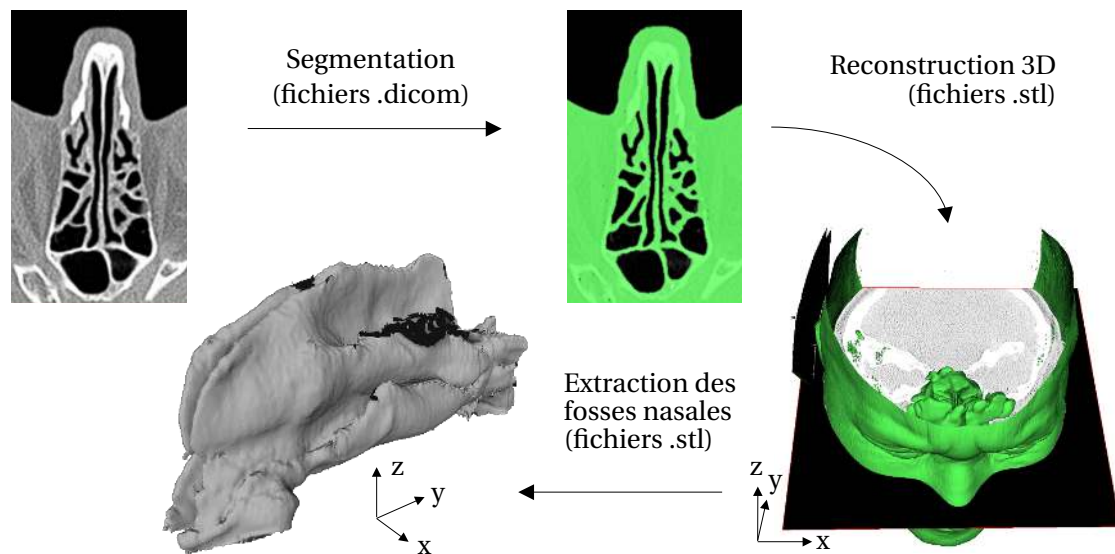 Segmentation
(fichiers .dicom)
Reconstruction 3D
(fichiers .stl)
Extraction des
fosses nasales
(fichiers .stl)
z
y
x
z
y
x